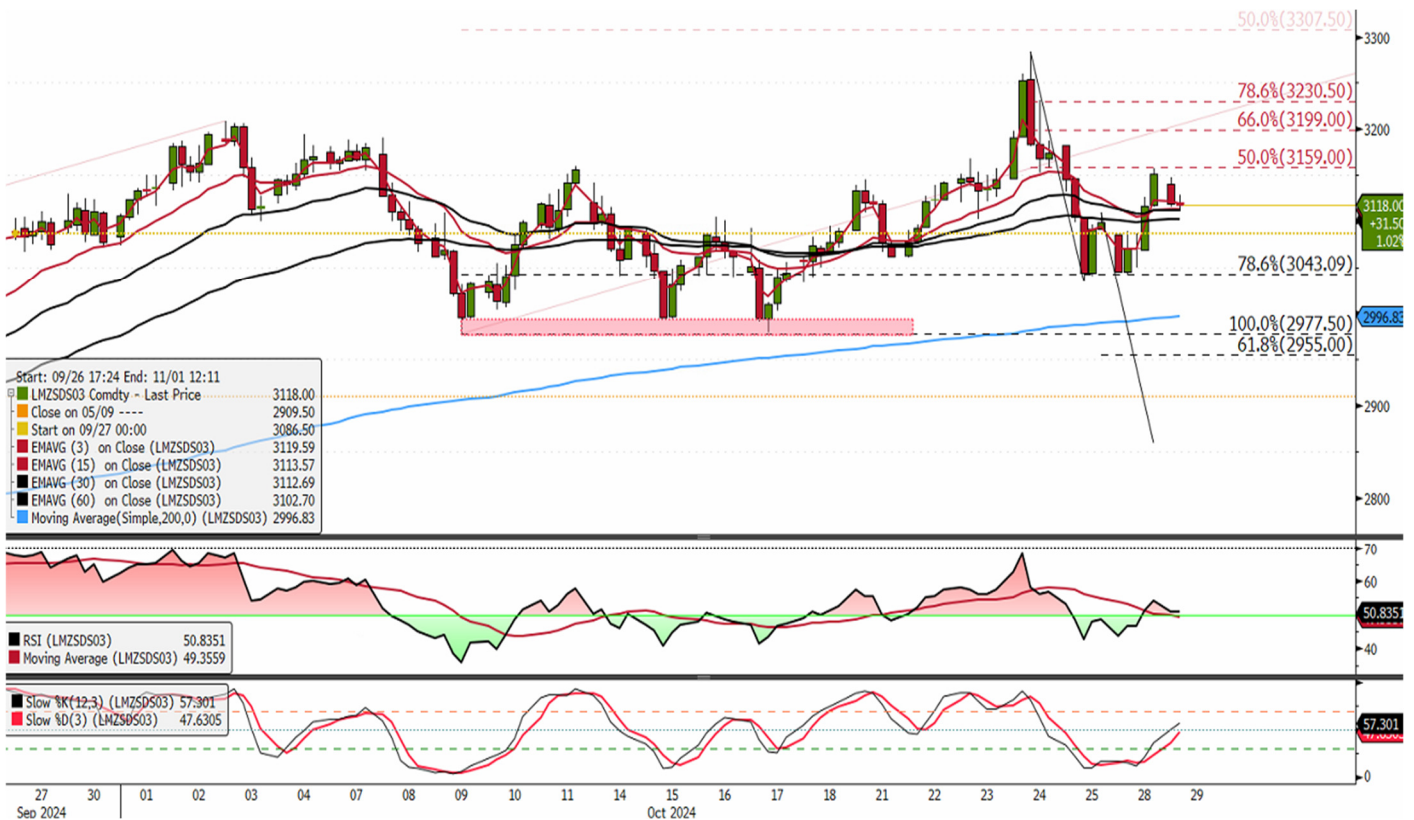 50.0%(3307.50)
3300
78.6%(3230.50)
66.0%(3199.00)
3200
50.0%(3159.00)
3118.00
+31.50
1.02%
78.6%(3043.09)
100.0%(2977.50)
2996.83
61.8%(2955.00)
2900
2800
Start: 09/26 17:24 End: 11/01 12:11
LMZSDS03 Comdty - Last Price 3118.00
Close on 05/09 ---- 2909.50
Start on 09/27 00:00 3086.50
EMAVG (3) on Close (LMZSDS03) 3119.59
EMAVG (15) on Close (LMZSDS03) 3113.57
EMAVG (30) on Close (LMZSDS03) 3112.69
EMAVG (60) on Close (LMZSDS03) 3102.70
Moving Average(Simple,200,0) (LMZSDS03) 2996.83
70
60
50.8351
40
RSI (LMZSDS03) 50.8351
Moving Average (LMZSDS03) 49.3559
Slow %K(12,3) (LMZSDS03) 57.301
Slow %D(3) (LMZSDS03) 47.6305
57.301
0
27 30 01 02 03 04 07 08 09 10 11 14 15 16 17 18 21 22 23 24 25 28 29
Sep 2024 Oct 2024